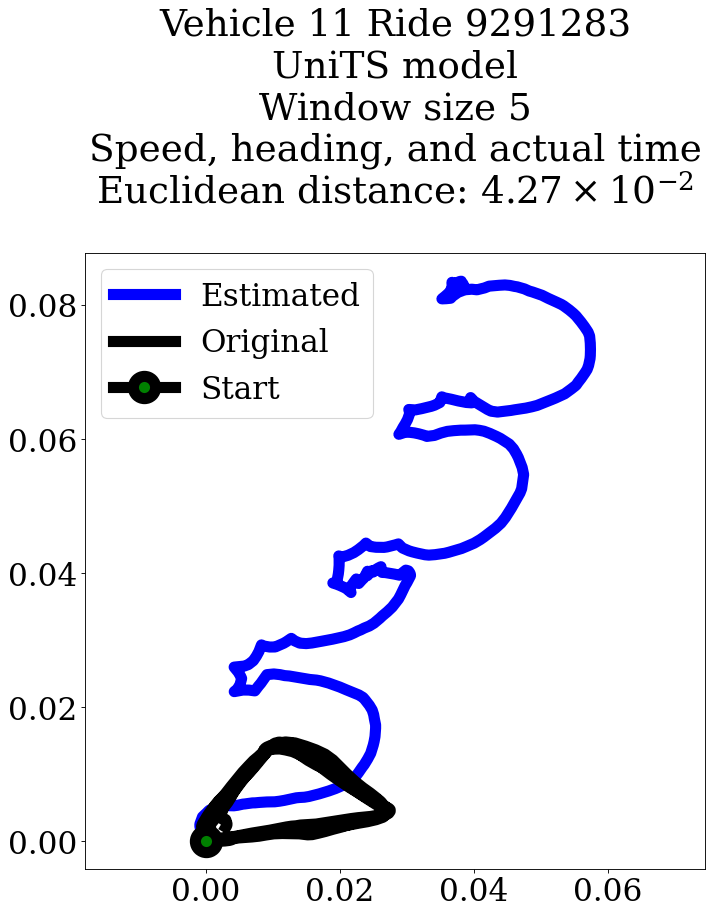 Vehicle 11 Ride 9291283
UniTS model
Window size 5
Speed, heading, and actual time
Euclidean distance: 4.27 × 10⁻²
Estimated
Original
Start
0.08
0.06
0.04
0.02
0.00
0.00 0.02 0.04 0.06